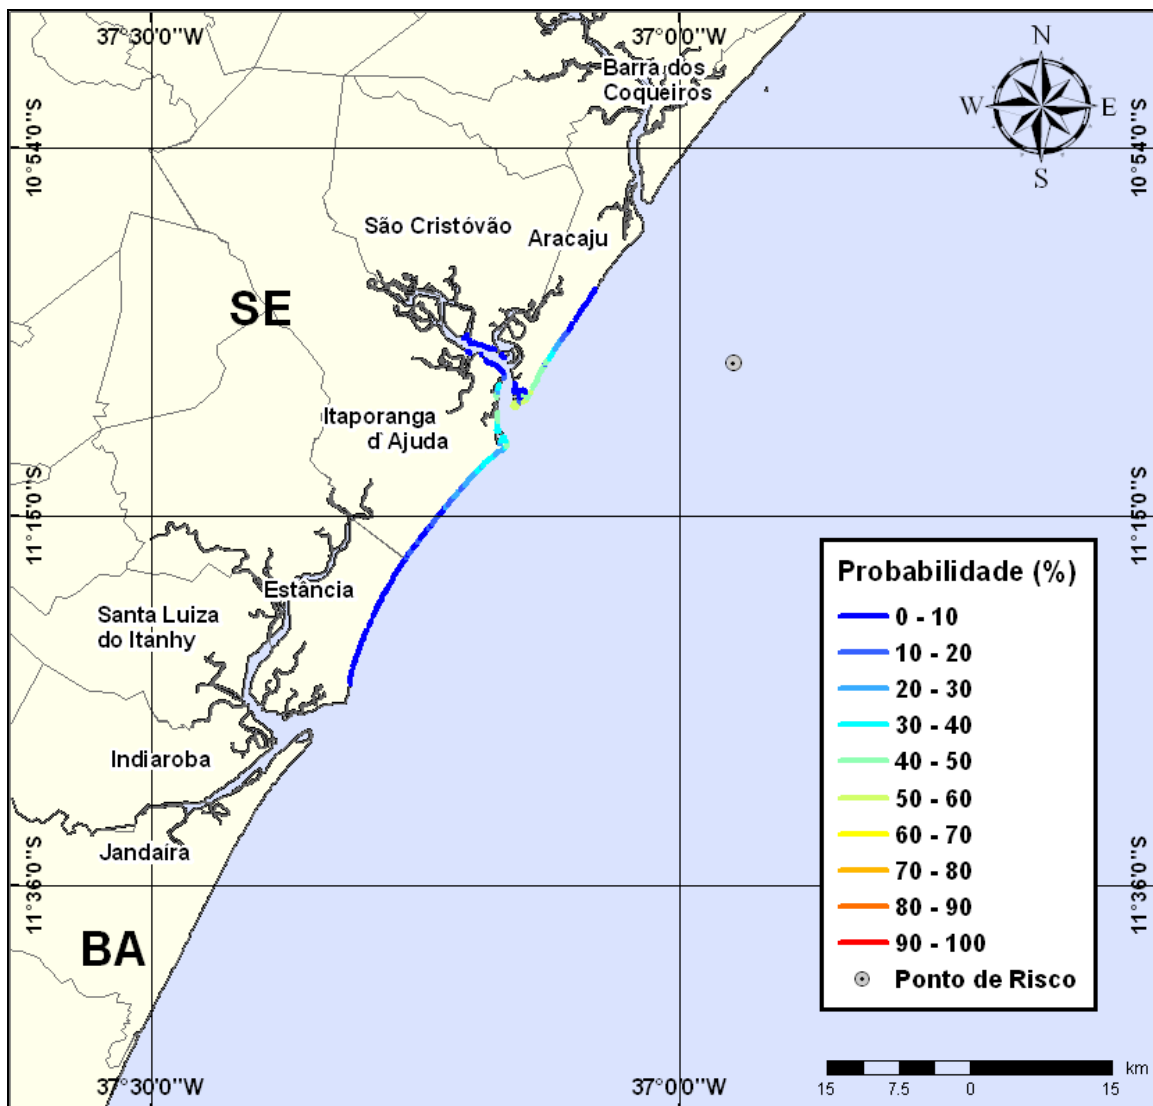 37°30'0''W
37°0'0''W
N
W
E
S
Barra dos
Coqueiros
10°54'0''S
10°54'0''S
São Cristóvão
Aracaju
SE
Itaporanga
d`Ajuda
11°15'0''S
11°15'0''S
Estância
Santa Luiza
do Itanhy
Indiaroba
Jandaíra
11°36'0''S
11°36'0''S
BA
Probabilidade (%)
0 - 10
10 - 20
20 - 30
30 - 40
40 - 50
50 - 60
60 - 70
70 - 80
80 - 90
90 - 100
Ponto de Risco
37°30'0''W
37°0'0''W
km
15 7.5 0 15